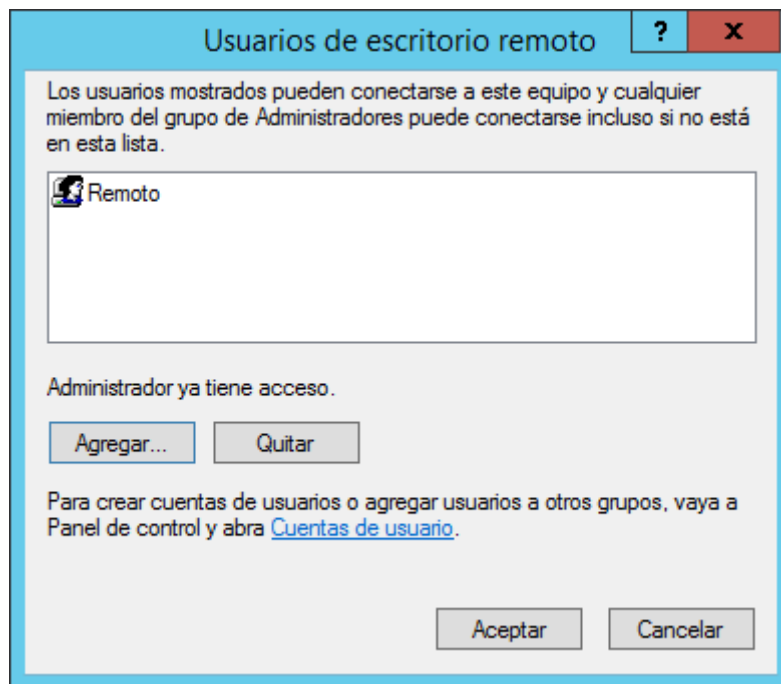 Usuarios de escritorio remoto
?
x
Los usuarios mostrados pueden conectarse a este equipo y cualquier
miembro del grupo de Administradores puede conectarse incluso si no está
en esta lista.
Remoto
Administrador ya tiene acceso.
Agregar... Quitar
Para crear cuentas de usuarios o agregar usuarios a otros grupos, vaya a
Panel de control y abra Cuentas de usuario.
Aceptar Cancelar